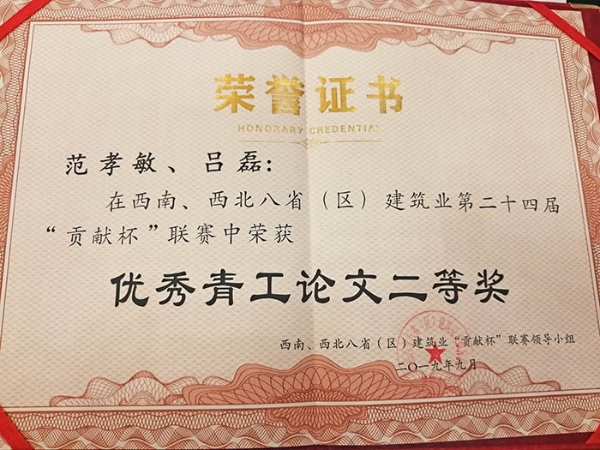 荣誉证书
HONORARY CREDENTIAL
范孝敏、吕磊:
在西南、西北八省（区）建筑业第二十四届
“贡献杯”联赛中荣获
优秀青工论文二等奖
西南、西北八省（区）建筑业“贡献杯”联赛领导小组
二〇一九年九月